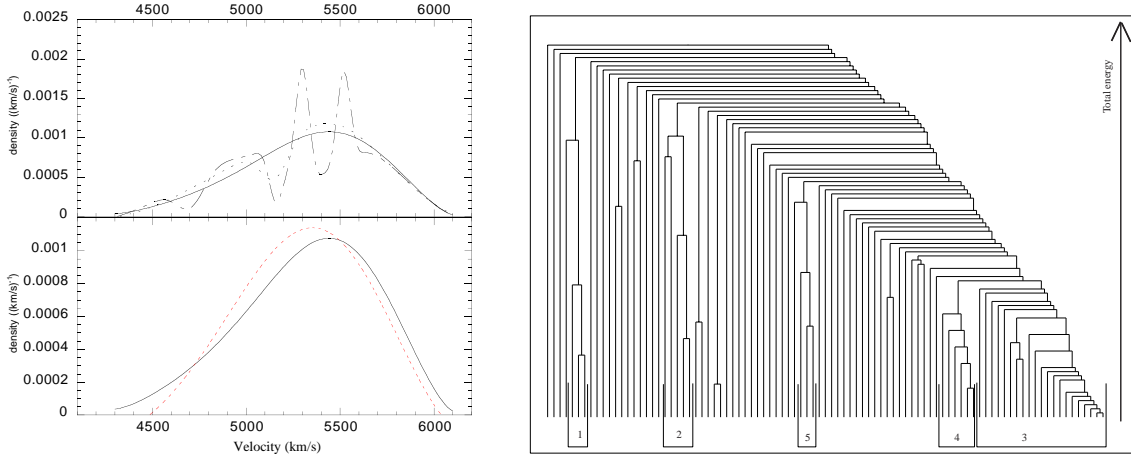 4500 5000 5500 6000
0.0025
0.002
0.0015
0.001
0.0005
0
density ((km/s)⁻¹)
0.001
0.0008
0.0006
0.0004
0.0002
0
density ((km/s)⁻¹)
4500 5000 5500 6000
Velocity (km/s)
Total energy
1 2 5 4 3